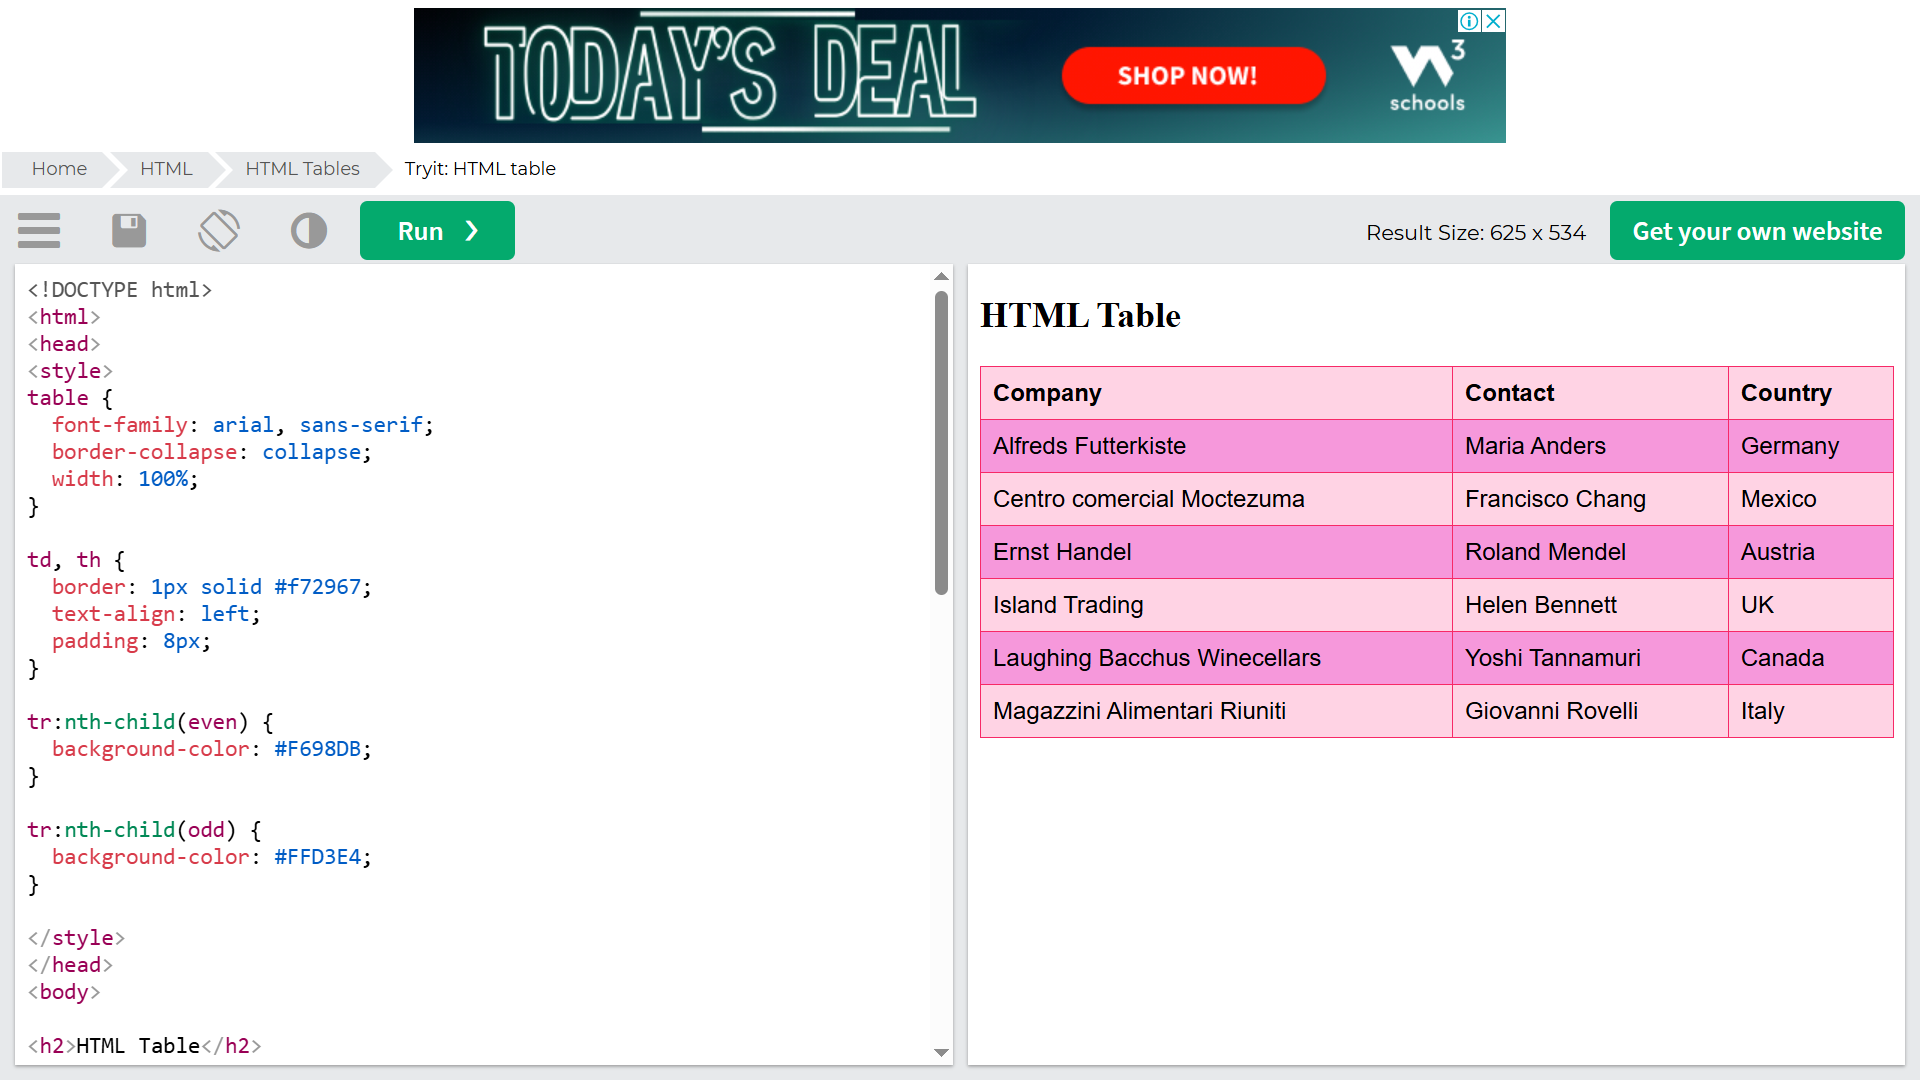 TODAY'S DEAL
SHOP NOW!
3
schools
Home
HTML
HTML Tables
Tryit: HTML table
Run ❯
Result Size: 625 x 534
Get your own website
<!DOCTYPE html>
<html>
<head>
<style>
table {
  font-family: arial, sans-serif;
  border-collapse: collapse;
  width: 100%;
}

td, th {
  border: 1px solid #f72967;
  text-align: left;
  padding: 8px;
}

tr:nth-child(even) {
  background-color: #F698DB;
}

tr:nth-child(odd) {
  background-color: #FFD3E4;
}

</style>
</head>
<body>

<h2>HTML Table</h2>
HTML Table
Company Contact Country
Alfreds Futterkiste Maria Anders Germany
Centro comercial Moctezuma Francisco Chang Mexico
Ernst Handel Roland Mendel Austria
Island Trading Helen Bennett UK
Laughing Bacchus Winecellars Yoshi Tannamuri Canada
Magazzini Alimentari Riuniti Giovanni Rovelli Italy